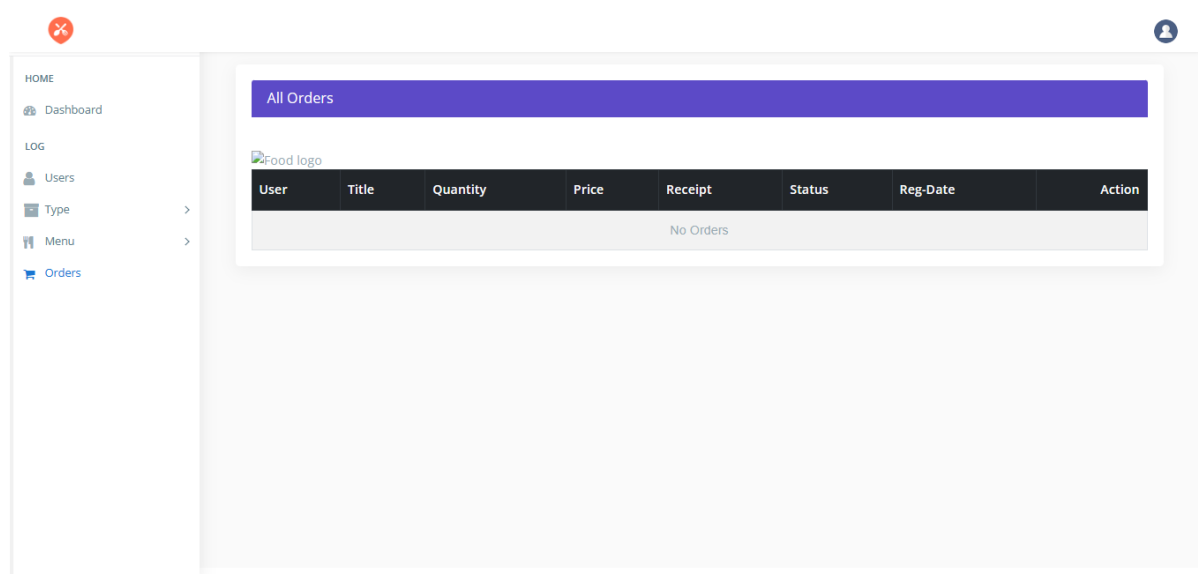 HOME
Dashboard
LOG
Users
Type
Menu
Orders
All Orders
Food logo
User Title Quantity Price Receipt Status Reg-Date Action
No Orders